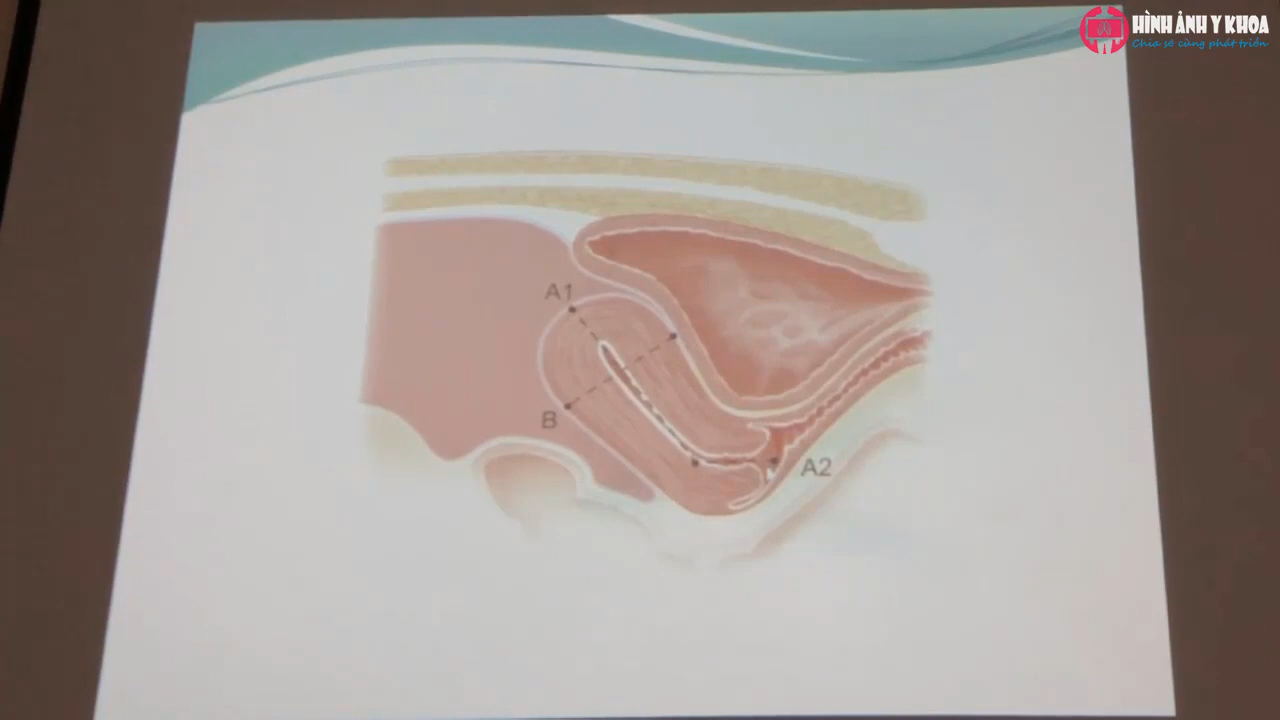 HÌNH ẢNH Y KHOA
Chia sẻ cùng phát triển
A1
B
A2